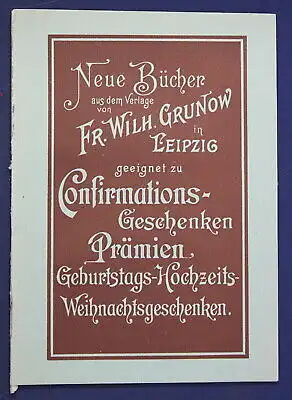 Neue Bücher
aus dem Verlage
von
Fr. Wilh. Grunow
in
Leipzig
geeignet zu
Confirmations-
Geschenken
Prämien,
Geburtstags-Hochzeits-
Weihnachtsgeschenken.